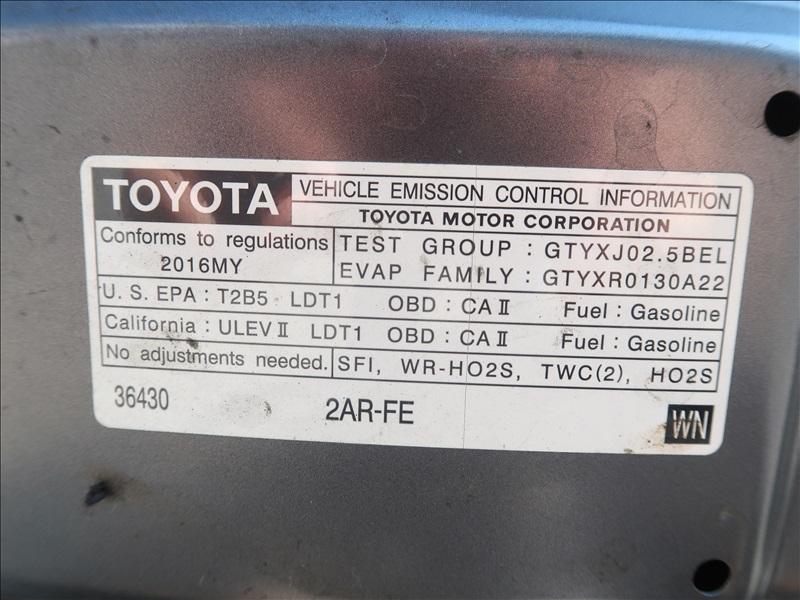 TOYOTA VEHICLE EMISSION CONTROL INFORMATION
TOYOTA MOTOR CORPORATION
Conforms to regulations
2016MY
TEST GROUP : GTYXJ02.5BEL
EVAP FAMILY : GTYXR0130A22
U. S. EPA : T2B5 LDT1 OBD : CA II Fuel : Gasoline
California : ULEV II LDT1 OBD : CA II Fuel : Gasoline
No adjustments needed. SFI, WR-HO2S, TWC(2), HO2S
36430 2AR-FE WN